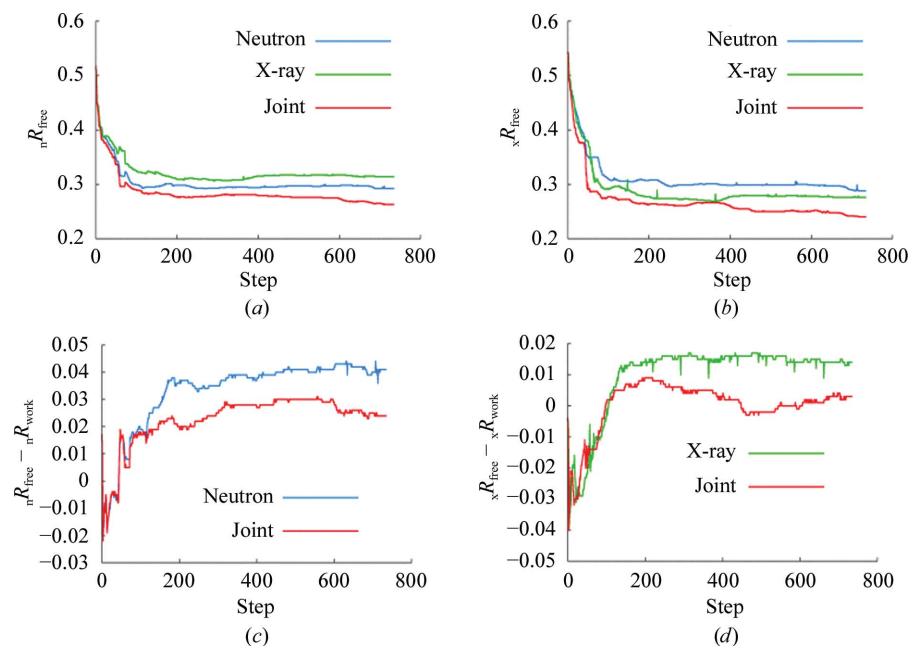 0.6
Neutron
X-ray
Joint
0.5
0.4
0.3
0.2
nRfree
0
200
400
600
800
Step
(a)
0.6
Neutron
X-ray
Joint
0.5
0.4
0.3
0.2
xRfree
0
200
400
600
800
Step
(b)
0.05
0.04
0.03
0.02
0.01
0
−0.01
−0.02
−0.03
nRfree − nRwork
Neutron
Joint
0
200
400
600
800
Step
(c)
0.02
0.01
0
−0.01
−0.02
−0.03
−0.04
−0.05
xRfree − xRwork
X-ray
Joint
0
200
400
600
800
Step
(d)